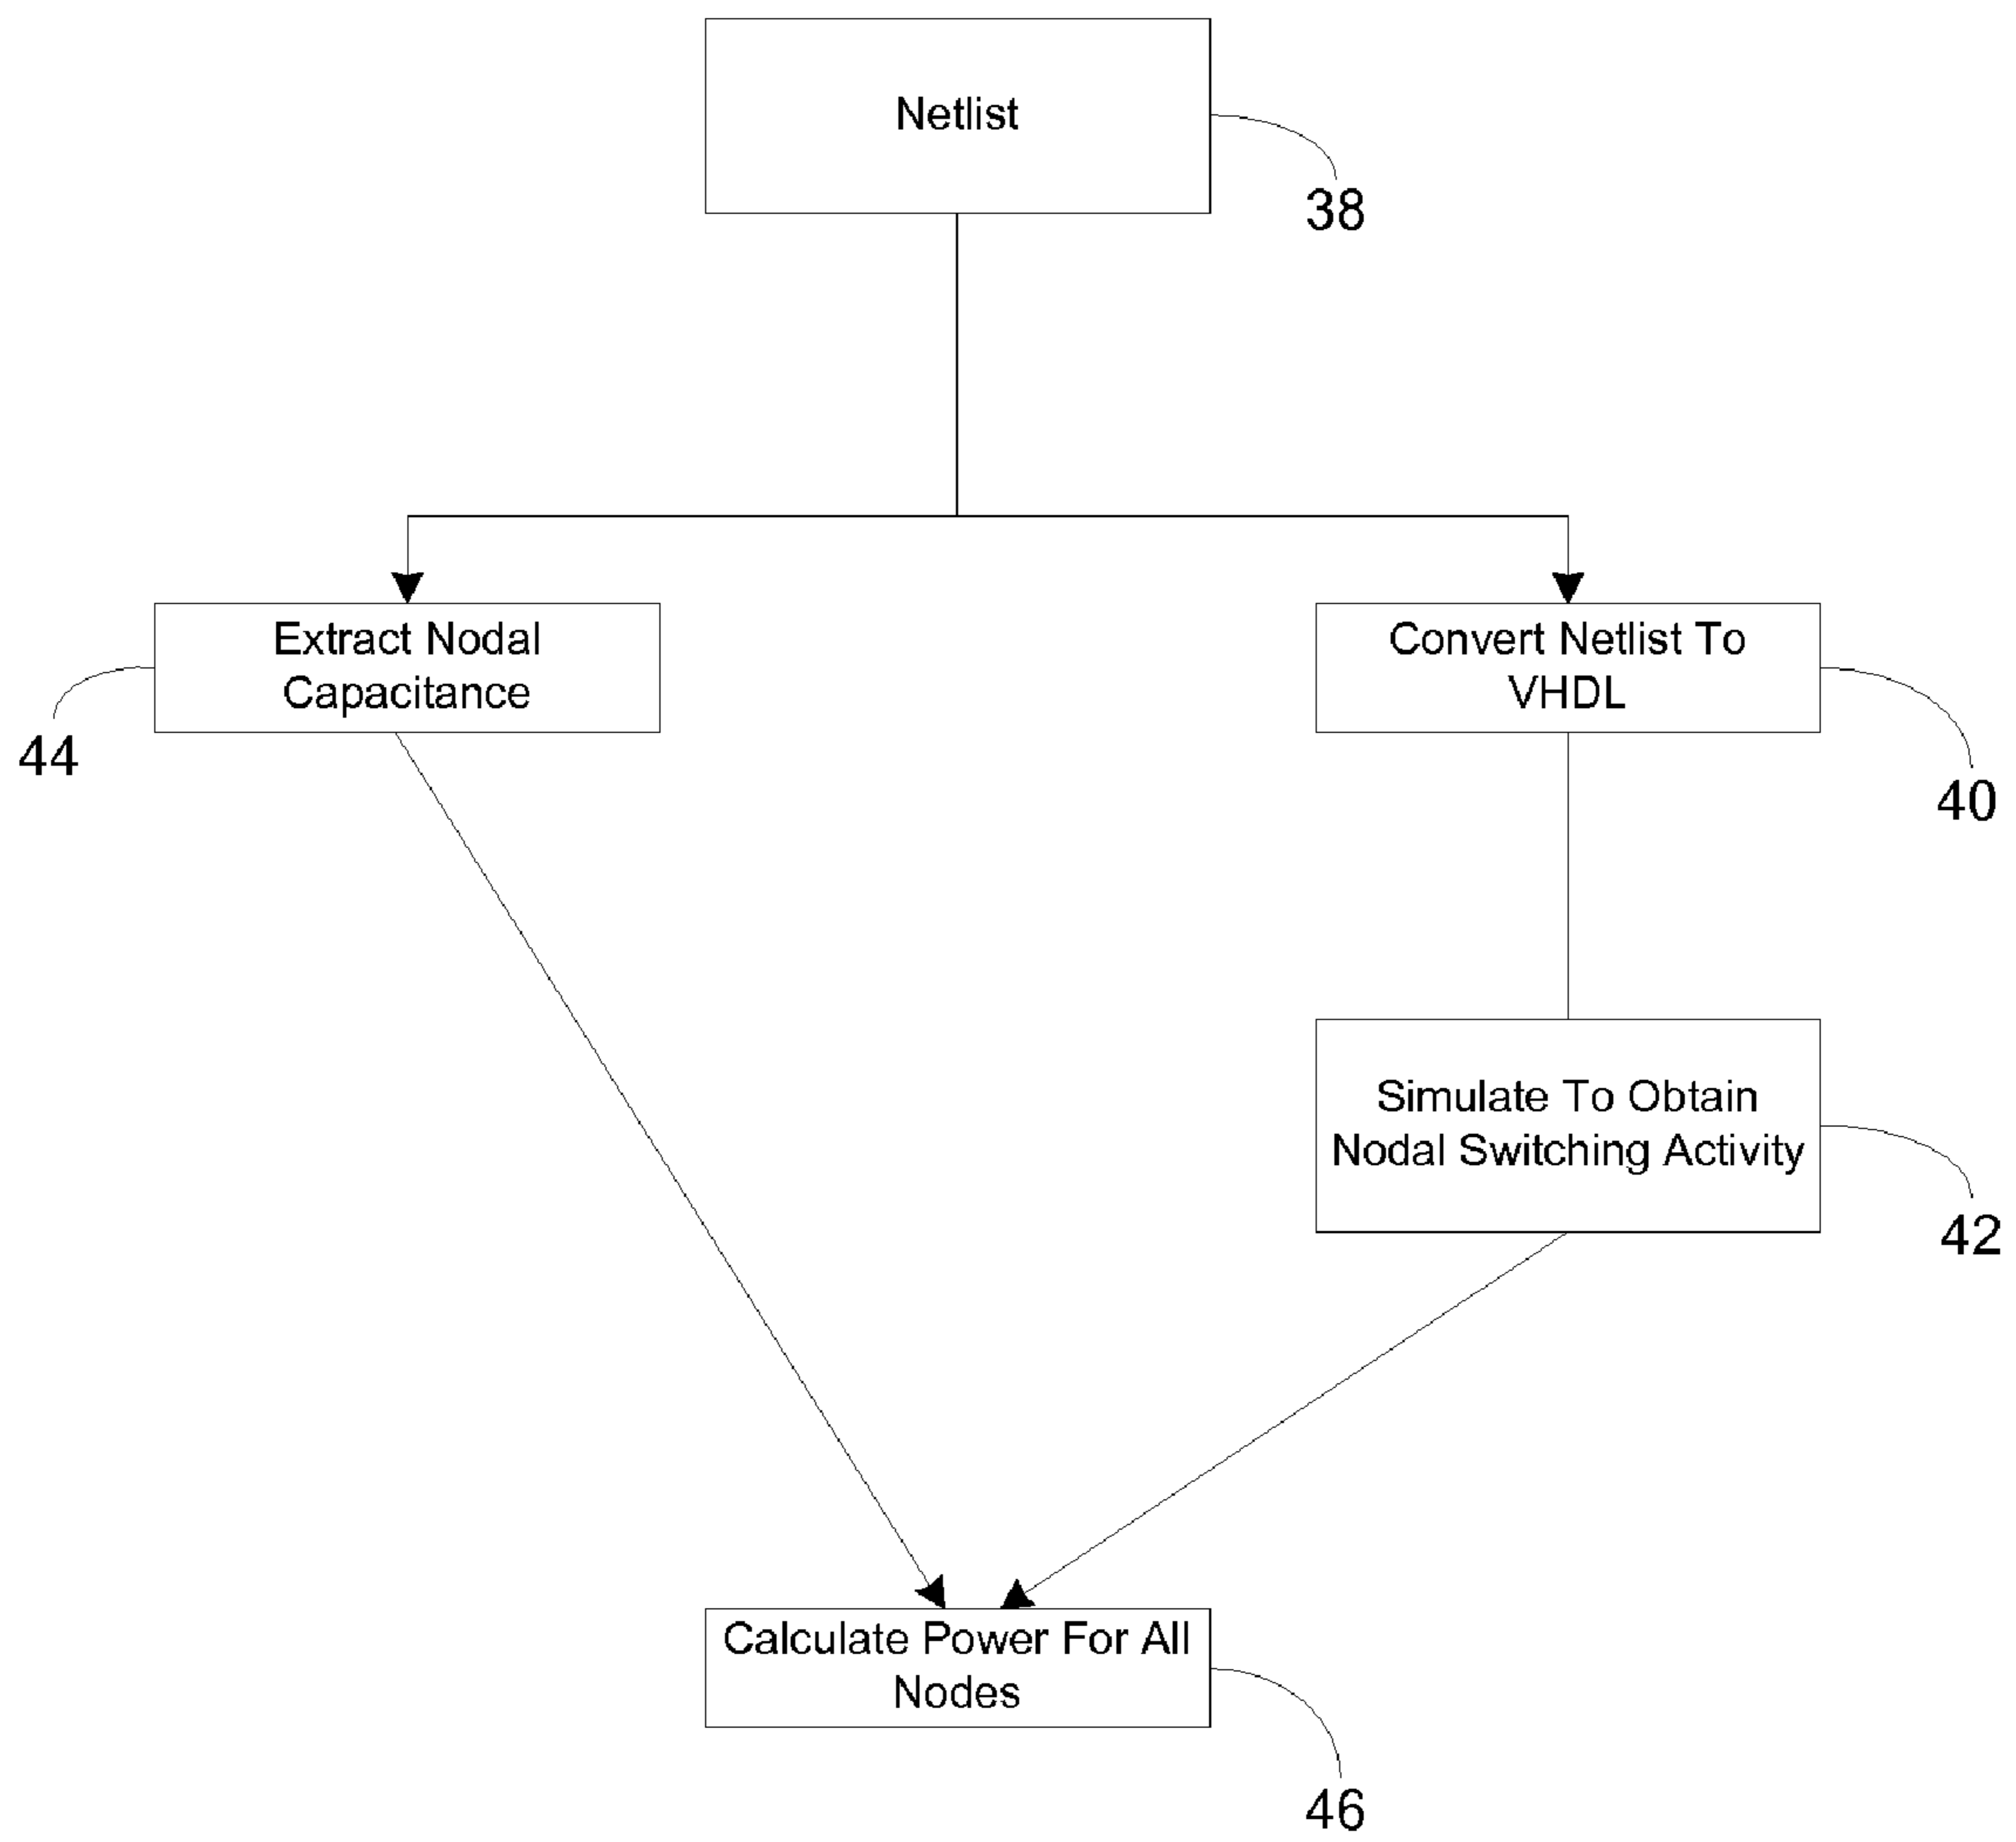 Netlist
38
Extract Nodal
Capacitance
44
Convert Netlist To
VHDL
40
Simulate To Obtain
Nodal Switching Activity
42
Calculate Power For All
Nodes
46